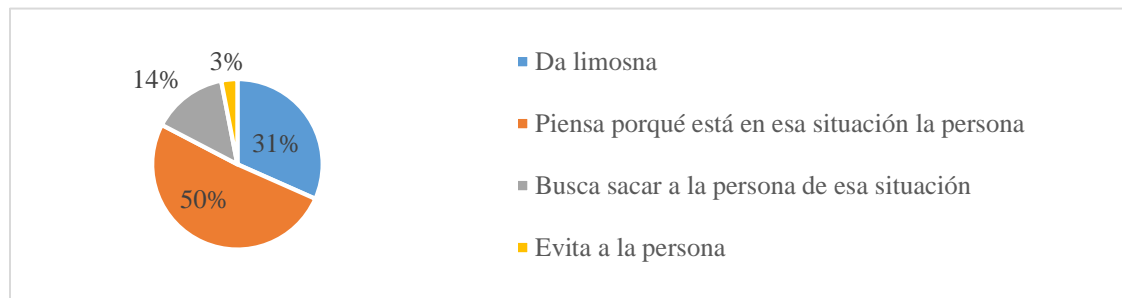 3%
14%
31%
50%
Da limosna
Piensa porqué está en esa situación la persona
Busca sacar a la persona de esa situación
Evita a la persona